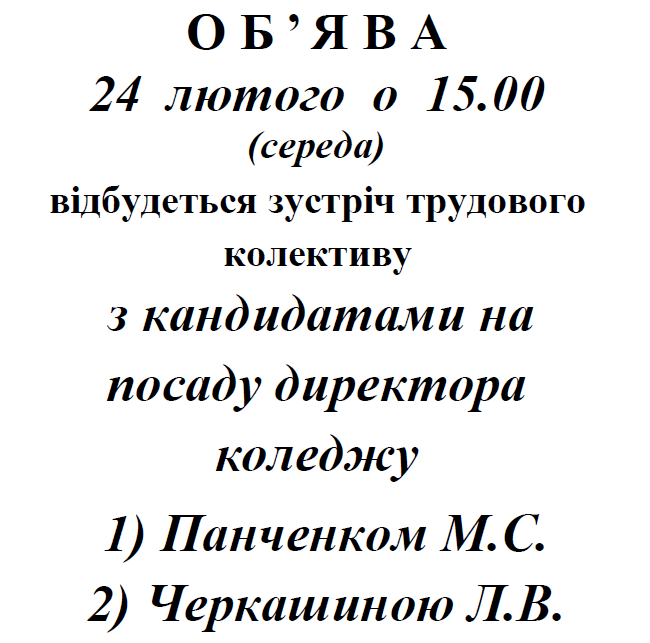 О Б ’ Я В А
24 лютого о 15.00
(середа)
відбудеться зустріч трудового
колективу
з кандидатами на
посаду директора
коледжу
1) Панченком М.С.
2) Черкашиною Л.В.